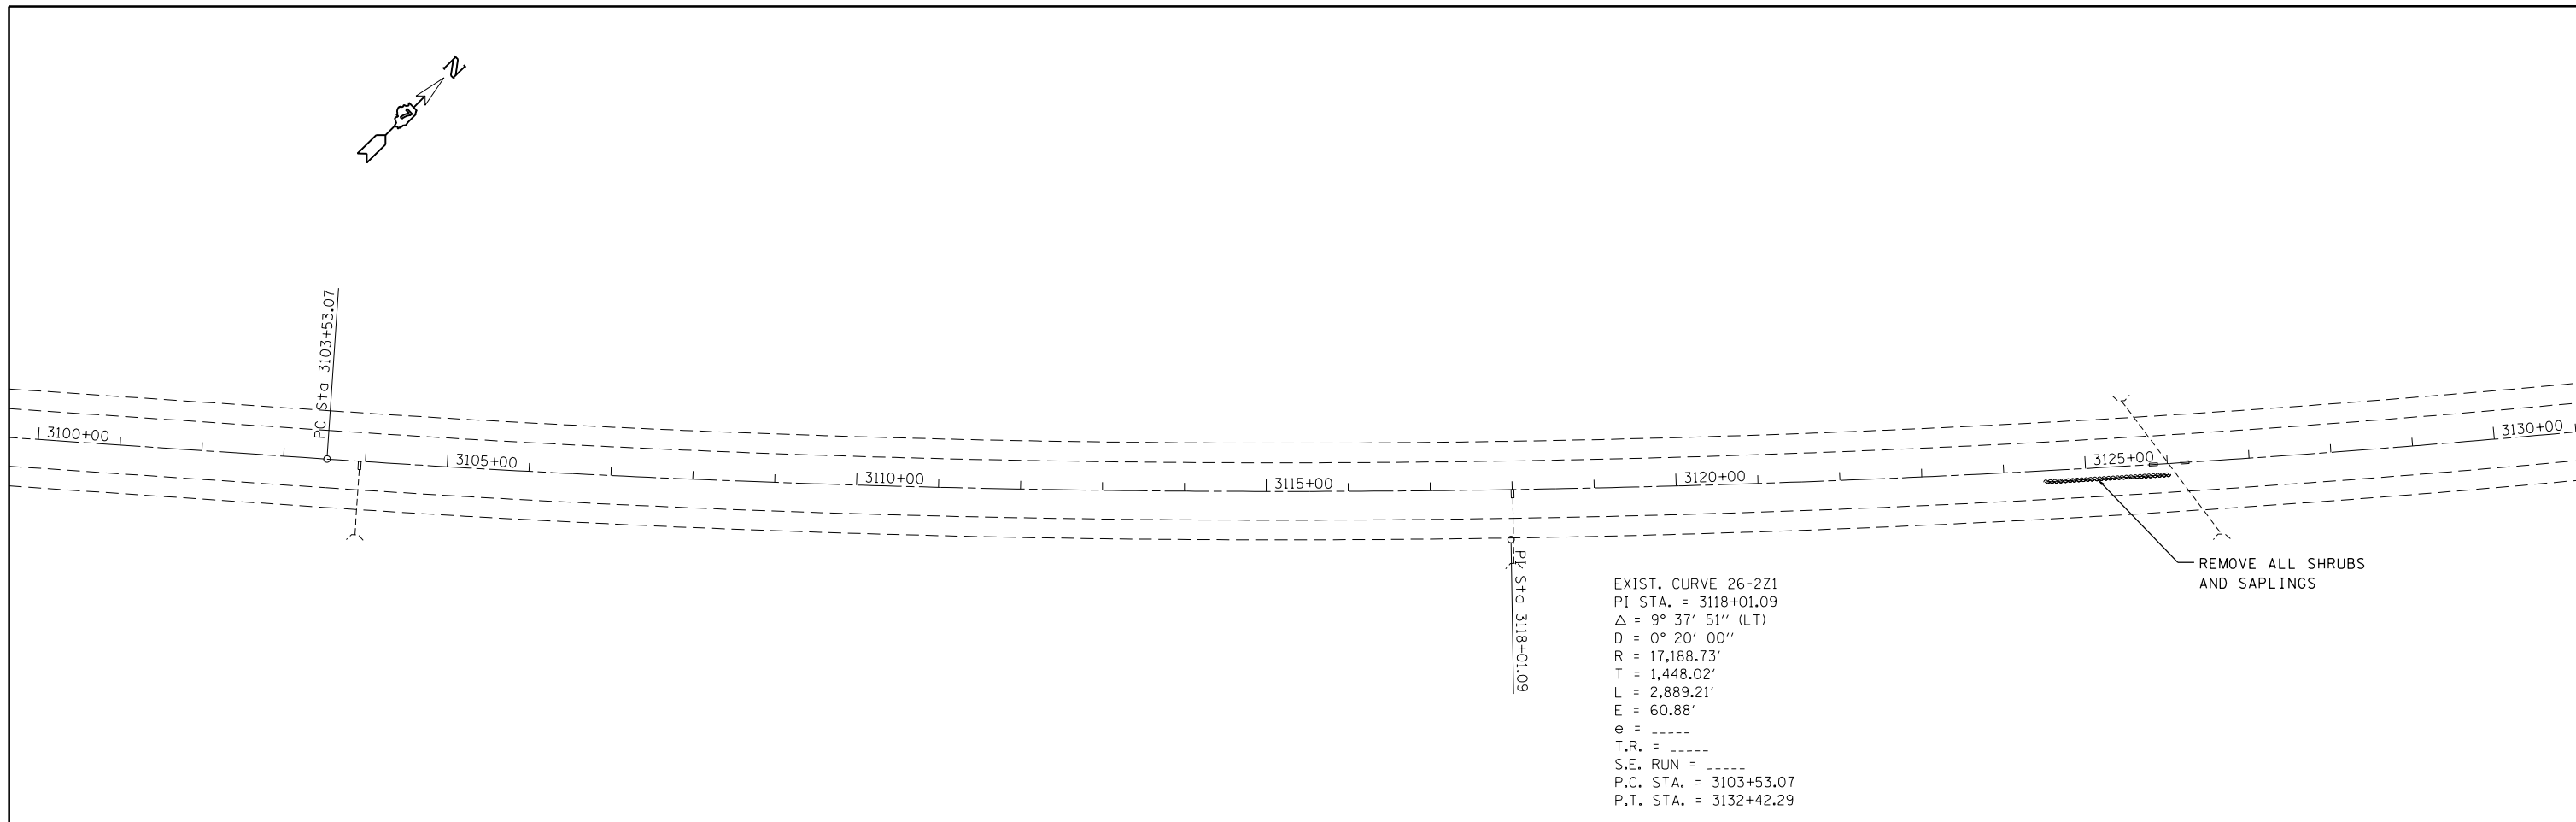 N
PC Sta 3103+53.07
3100+00
3105+00
3110+00
3115+00
3120+00
3125+00
3130+00
PI Sta 3118+01.09
REMOVE ALL SHRUBS
AND SAPLINGS
EXIST. CURVE 26-2Z1
PI STA. = 3118+01.09
Δ = 9° 37' 51'' (LT)
D = 0° 20' 00''
R = 17,188.73'
T = 1,448.02'
L = 2,889.21'
E = 60.88'
e = _____
T.R. = _____
S.E. RUN = _____
P.C. STA. = 3103+53.07
P.T. STA. = 3132+42.29